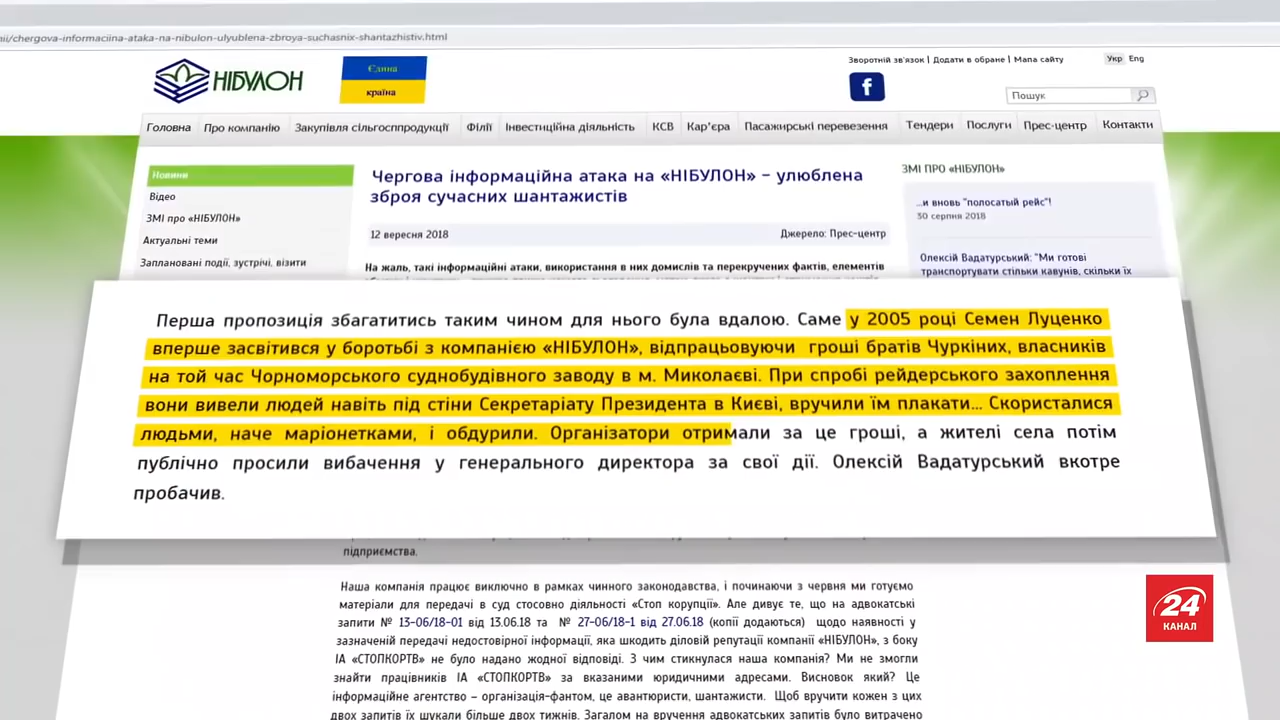 ii/chergova-informaciina-ataka-na-nibulon-ulyublena-zbroya-suchasnix-shantazhistiv.html
НІБУЛОН
Єдина
країна
Зворотній зв'язок | Додати в обране | Мапа сайту
Укр Eng
f
Пошук
Головна Про компанію Закупівля сільгосппродукції Філії Інвестиційна діяльність КСВ Кар'єра Пасажирські перевезення Тендери Послуги Прес-центр Контакти
Новини
Відео
ЗМІ про «НІБУЛОН»
Актуальні теми
Заплановані події, зустрічі, візити
Чергова інформаційна атака на «НІБУЛОН» – улюблена
зброя сучасних шантажистів
12 вересня 2018
Джерело: Прес-центр
На жаль, такі інформаційні атаки, використання в них домислів та перекручених фактів, елементів
ЗМІ ПРО «НІБУЛОН»
...и вновь "полосатый рейс"!
30 серпня 2018
Олексій Вадатурський: "Ми готові
транспортувати стільки кавунів, скільки їх
Перша пропозиція збагатитись таким чином для нього була вдалою. Саме у 2005 році Семен Луценко
вперше засвітився у боротьбі з компанією «НІБУЛОН», відпрацьовуючи гроші братів Чуркіних, власників
на той час Чорноморського суднобудівного заводу в м. Миколаєві. При спробі рейдерського захоплення
вони вивели людей навіть під стіни Секретаріату Президента в Києві, вручили їм плакати... Скористалися
людьми, наче маріонетками, і обдурили. Організатори отримали за це гроші, а жителі села потім
публічно просили вибачення у генерального директора за свої дії. Олексій Вадатурський вкотре
пробачив.
підприємства.
Наша компанія працює виключно в рамках чинного законодавства, і починаючи з червня ми готуємо
матеріали для передачі в суд стосовно діяльності «Стоп корупції». Але дивує те, що на адвокатські
запити № 13-06/18-01 від 13.06.18 та № 27-06/18-1 від 27.06.18 (копії додаються) щодо наявності у
зазначеній передачі недостовірної інформації, яка шкодить діловій репутації компанії «НІБУЛОН», з боку
ІА «СТОПКОРТВ» не було надано жодної відповіді. З чим стикнулася наша компанія? Ми не змогли
знайти працівників ІА «СТОПКОРТВ» за вказаними юридичними адресами. Висновок який? Це
інформаційне агентство – організація-фантом, це авантюристи, шантажисти. Щоб вручити кожен з цих
двох запитів їх шукали більше двох тижнів. Загалом на вручення адвокатських запитів було витрачено
24
КАНАЛ